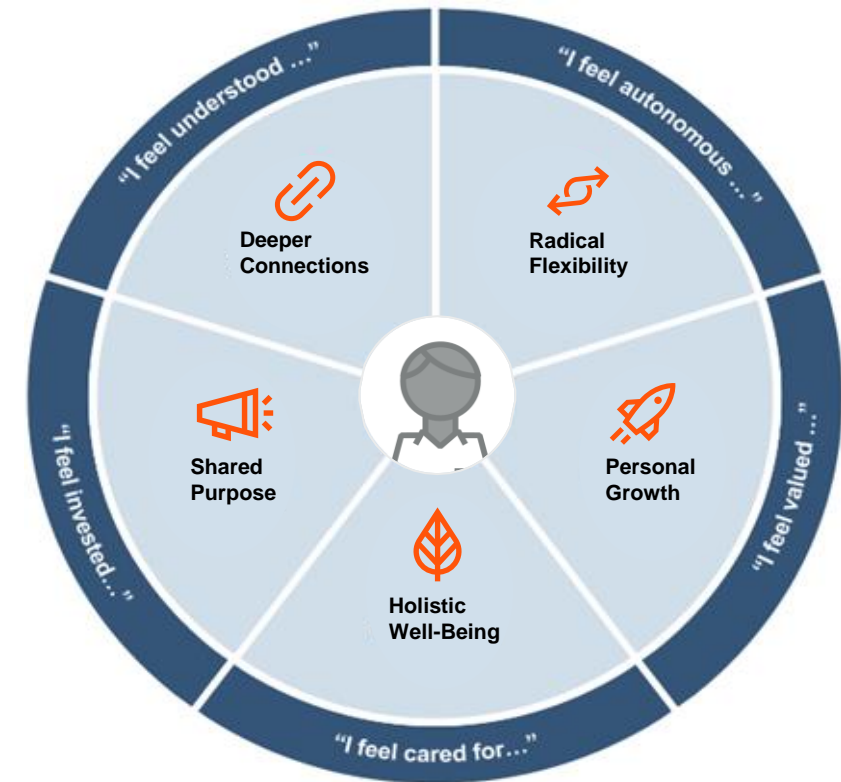 “I feel understood …”
“I feel autonomous …”
Deeper
Connections
Radical
Flexibility
Shared
Purpose
Personal
Growth
“I feel invested…”
“I feel valued …”
Holistic
Well-Being
“I feel cared for…”